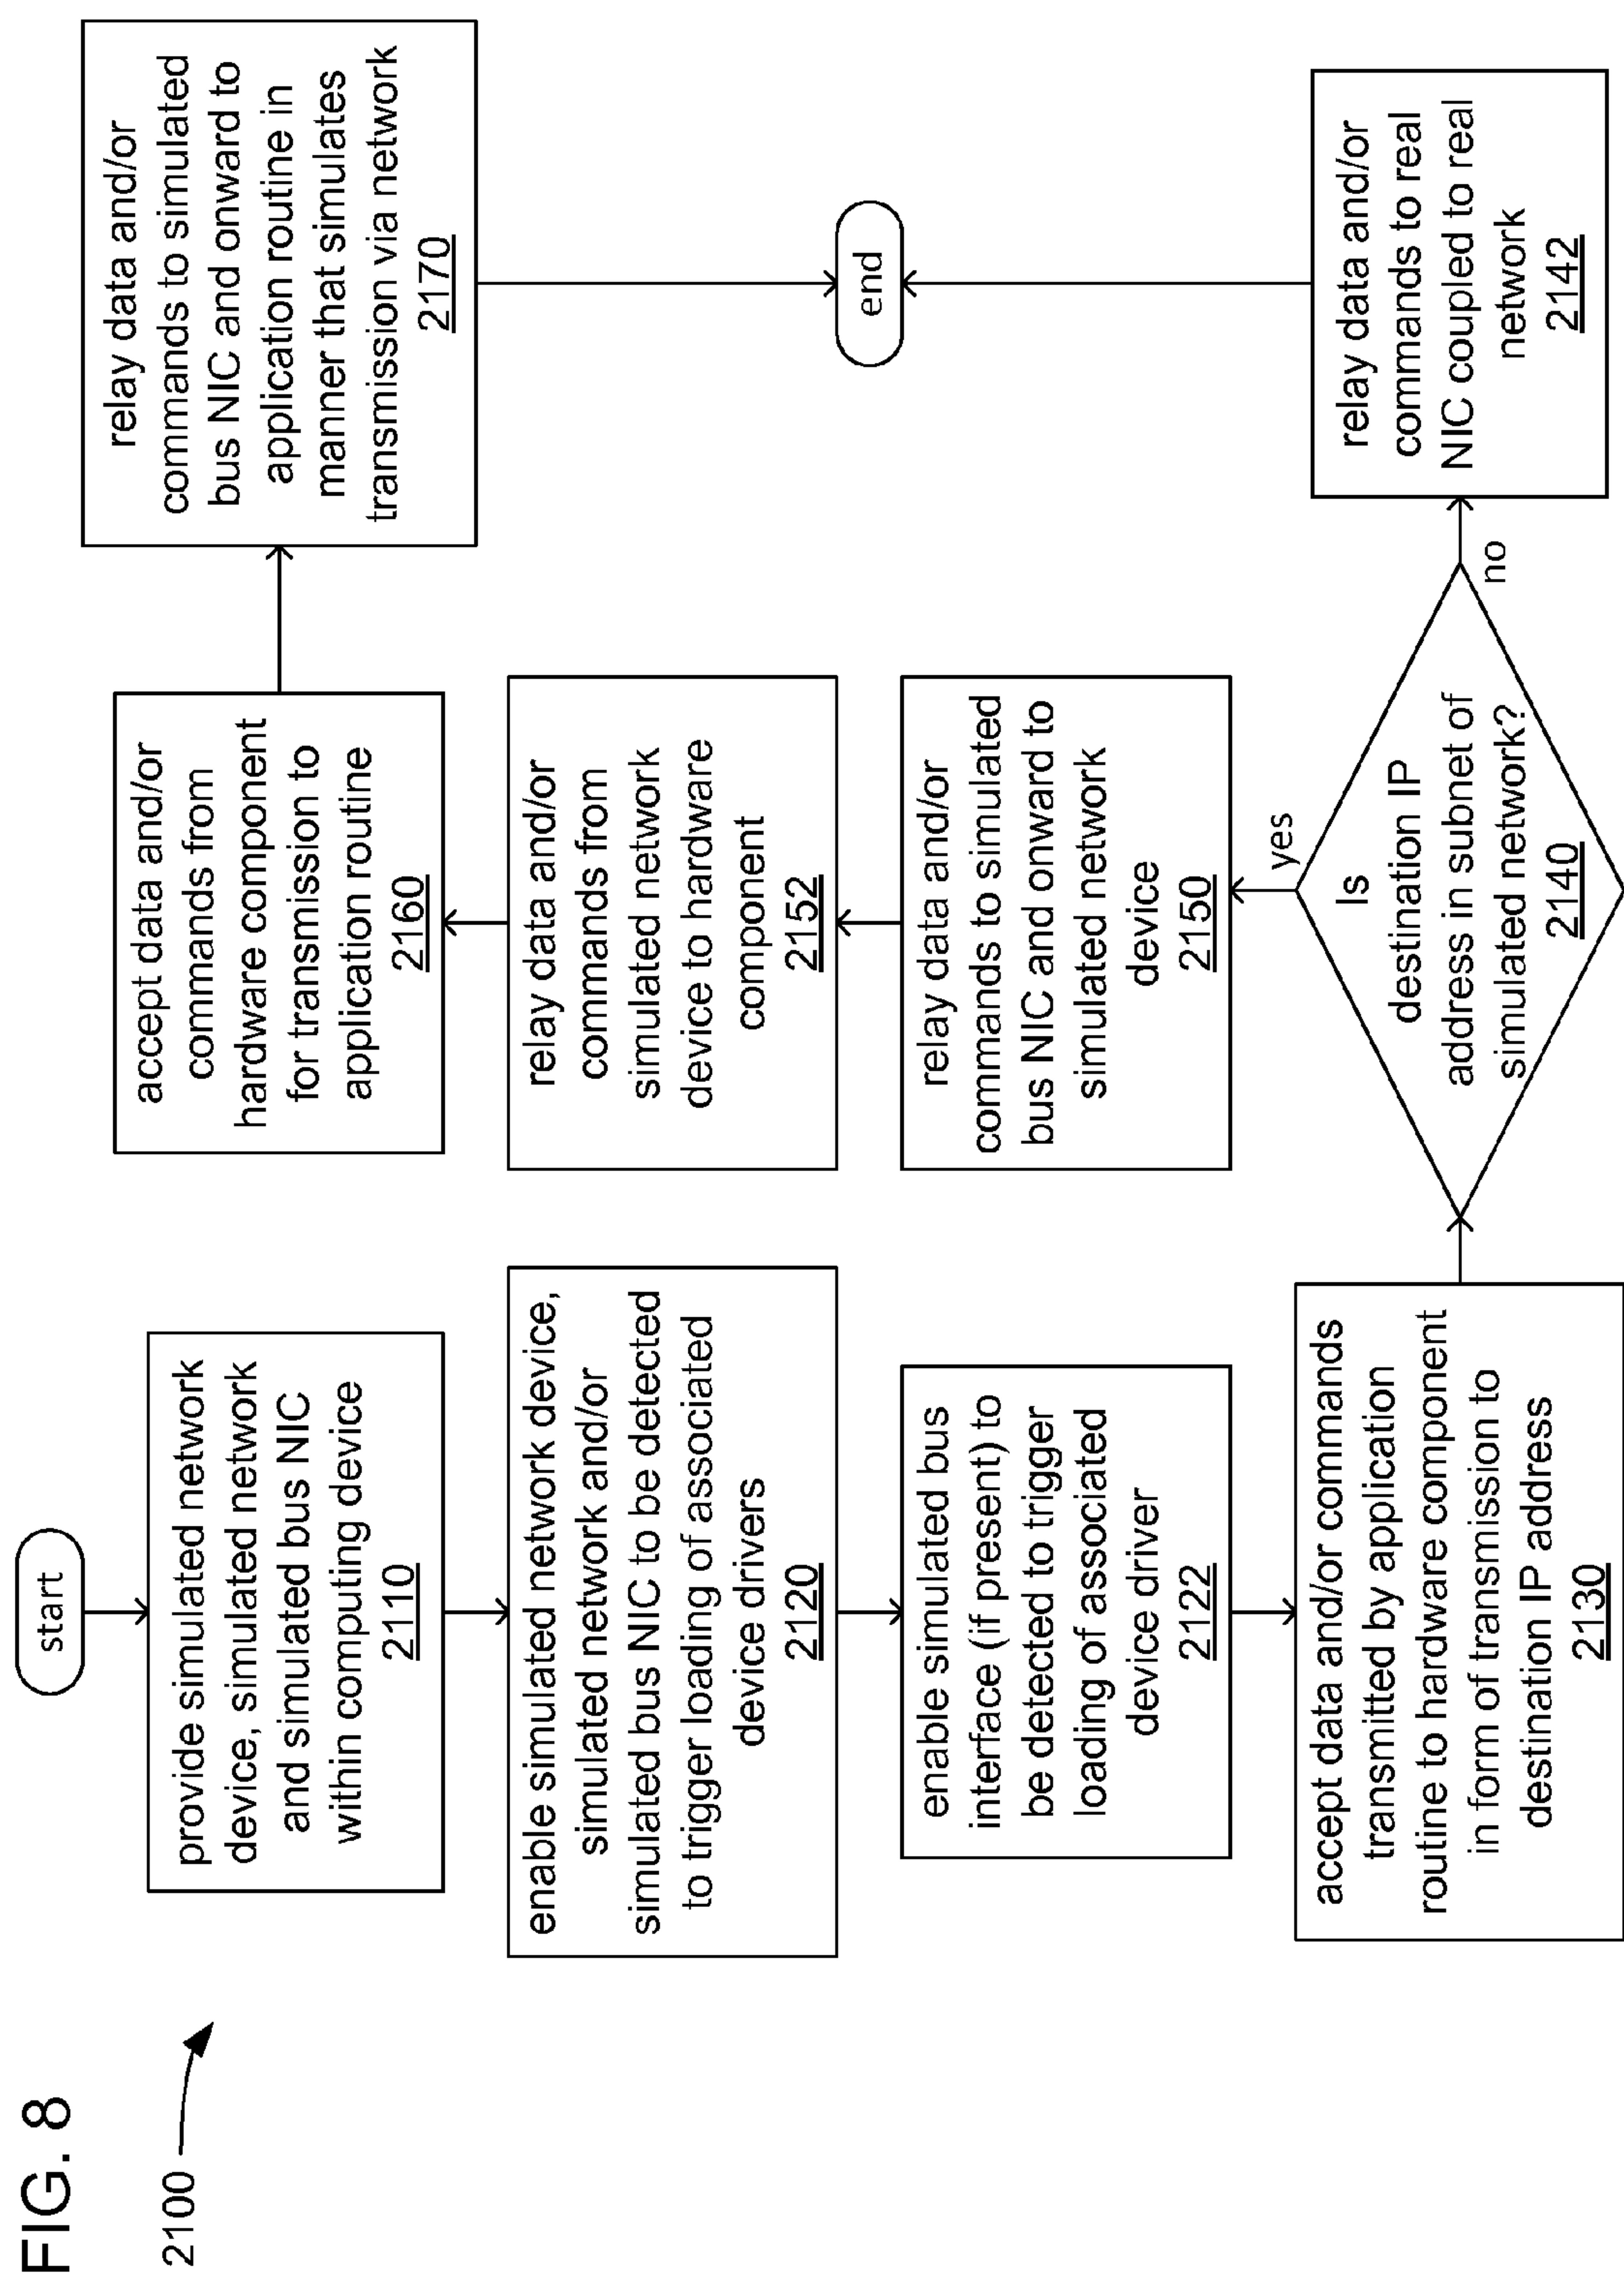 FIG. 8
2100
start
provide simulated network
device, simulated network
and simulated bus NIC
within computing device
2110
enable simulated network device,
simulated network and/or
simulated bus NIC to be detected
to trigger loading of associated
device drivers
2120
enable simulated bus
interface (if present) to
be detected to trigger
loading of associated
device driver
2122
accept data and/or commands
transmitted by application
routine to hardware component
in form of transmission to
destination IP address
2130
Is
destination IP
address in subnet of
simulated network?
2140
yes
no
relay data and/or
commands to simulated
bus NIC and onward to
simulated network
device
2150
relay data and/or
commands from
simulated network
device to hardware
component
2152
accept data and/or
commands from
hardware component
for transmission to
application routine
2160
relay data and/or
commands to simulated
bus NIC and onward to
application routine in
manner that simulates
transmission via network
2170
end
relay data and/or
commands to real
NIC coupled to real
network
2142